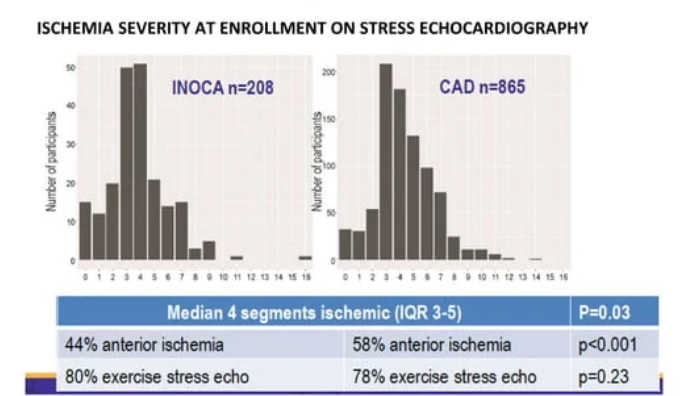 ISCHEMIA SEVERITY AT ENROLLMENT ON STRESS ECHOCARDIOGRAPHY
INOCA n=208
Number of participants
50
40
30
20
10
0
0 1 2 3 4 5 6 7 8 9 10 11 12 13 14 15 16
CAD n=865
Number of participants
200
150
100
50
0
0 1 2 3 4 5 6 7 8 9 10 11 12 13 14 15 16
Median 4 segments ischemic (IQR 3-5) P=0.03
44% anterior ischemia 58% anterior ischemia p<0.001
80% exercise stress echo 78% exercise stress echo p=0.23